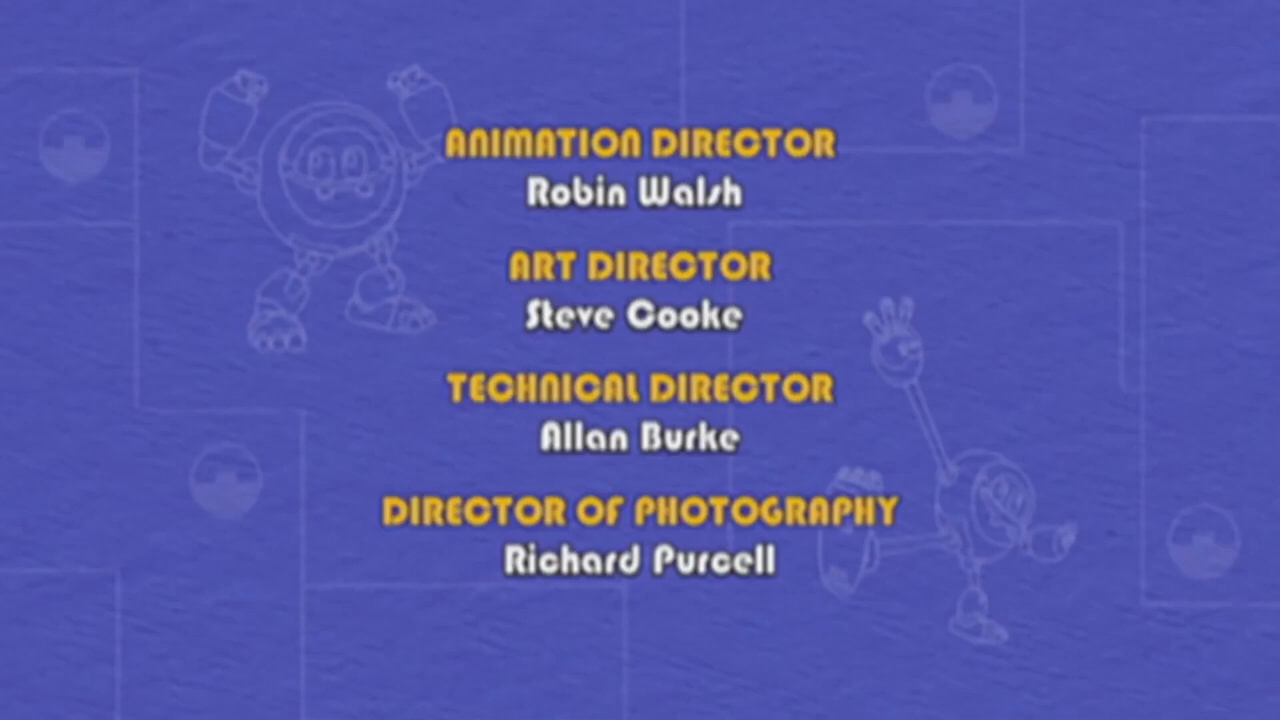 ANIMATION DIRECTOR
Robin Walsh
ART DIRECTOR
Steve Cooke
TECHNICAL DIRECTOR
Allan Burke
DIRECTOR OF PHOTOGRAPHY
Richard Purcell